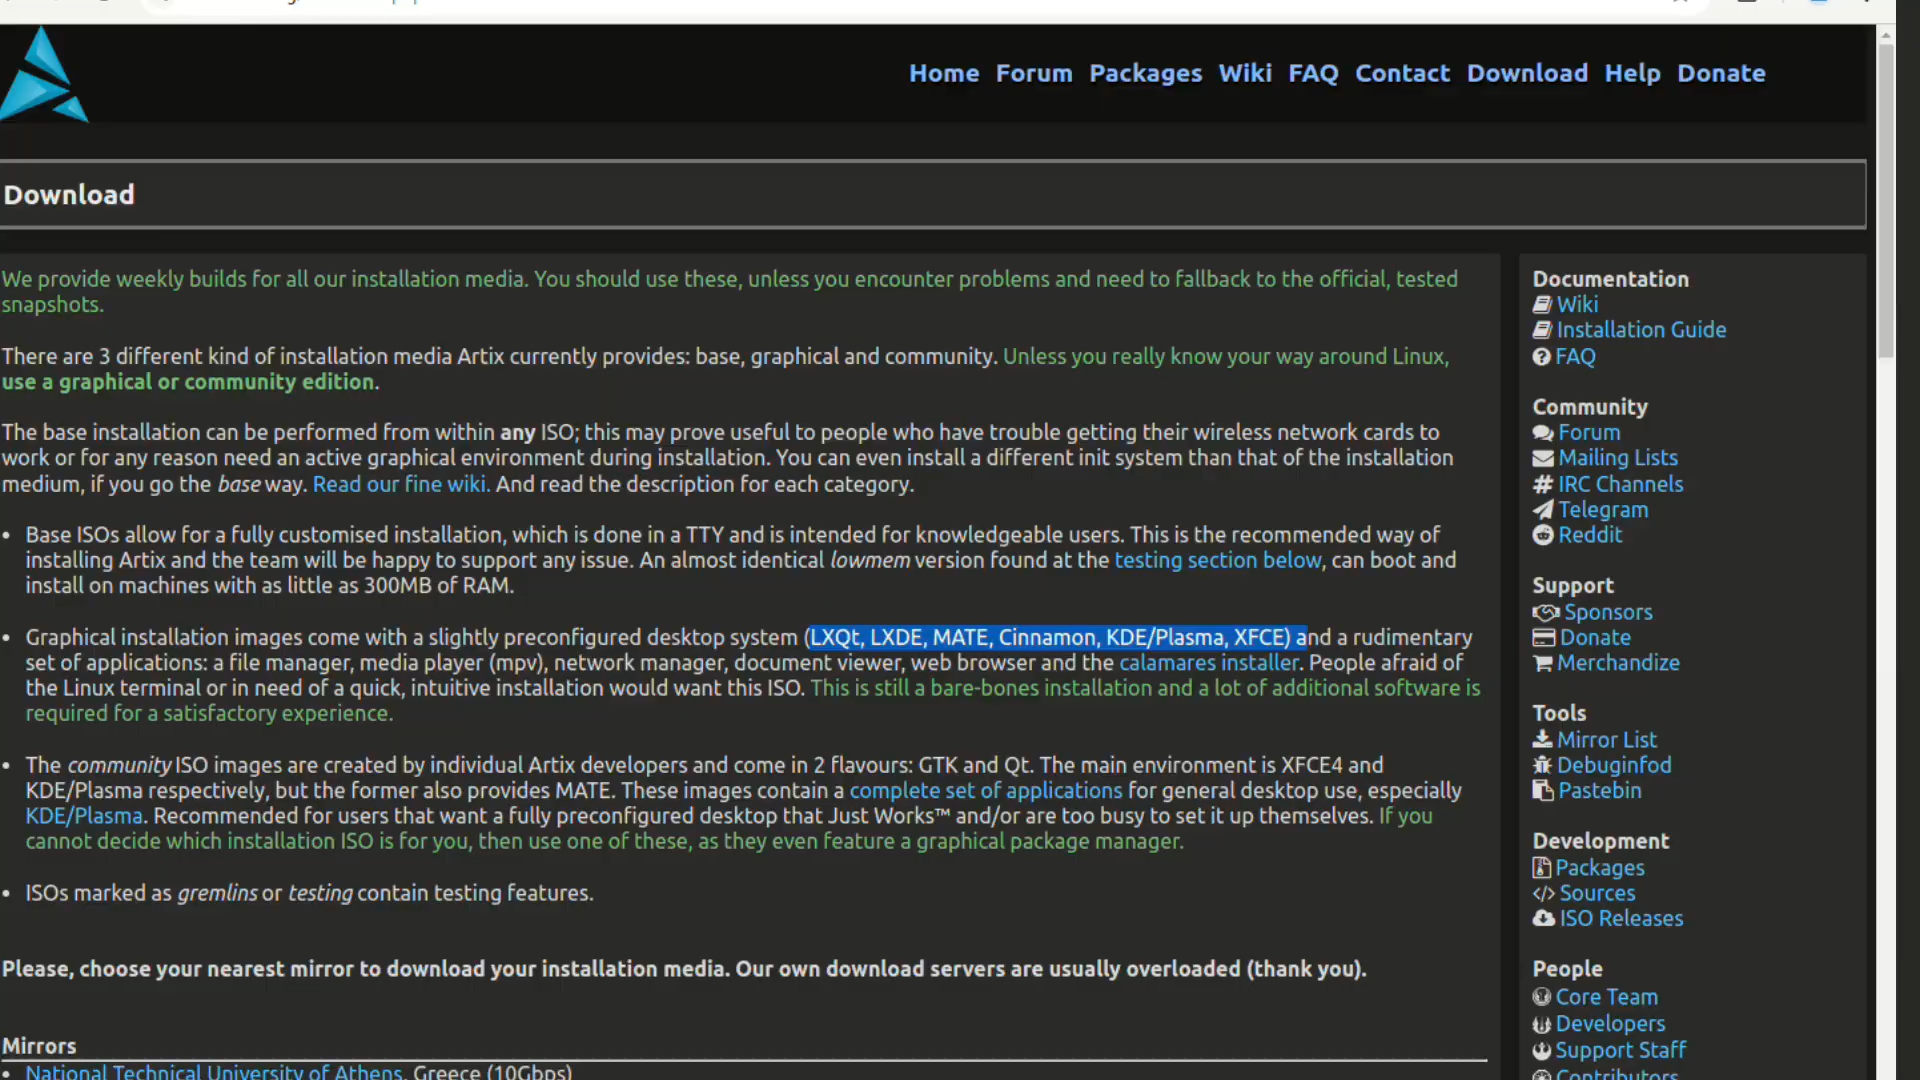 Home Forum Packages Wiki FAQ Contact Download Help Donate
Download
We provide weekly builds for all our installation media. You should use these, unless you encounter problems and need to fallback to the official, tested
snapshots.
There are 3 different kind of installation media Artix currently provides: base, graphical and community. Unless you really know your way around Linux,
use a graphical or community edition.
The base installation can be performed from within any ISO; this may prove useful to people who have trouble getting their wireless network cards to
work or for any reason need an active graphical environment during installation. You can even install a different init system than that of the installation
medium, if you go the base way. Read our fine wiki. And read the description for each category.
• Base ISOs allow for a fully customised installation, which is done in a TTY and is intended for knowledgeable users. This is the recommended way of
installing Artix and the team will be happy to support any issue. An almost identical lowmem version found at the testing section below, can boot and
install on machines with as little as 300MB of RAM.
• Graphical installation images come with a slightly preconfigured desktop system (LXQt, LXDE, MATE, Cinnamon, KDE/Plasma, XFCE) and a rudimentary
set of applications: a file manager, media player (mpv), network manager, document viewer, web browser and the calamares installer. People afraid of
the Linux terminal or in need of a quick, intuitive installation would want this ISO. This is still a bare-bones installation and a lot of additional software is
required for a satisfactory experience.
• The community ISO images are created by individual Artix developers and come in 2 flavours: GTK and Qt. The main environment is XFCE4 and
KDE/Plasma respectively, but the former also provides MATE. These images contain a complete set of applications for general desktop use, especially
KDE/Plasma. Recommended for users that want a fully preconfigured desktop that Just Works™ and/or are too busy to set it up themselves. If you
cannot decide which installation ISO is for you, then use one of these, as they even feature a graphical package manager.
• ISOs marked as gremlins or testing contain testing features.
Please, choose your nearest mirror to download your installation media. Our own download servers are usually overloaded (thank you).
Mirrors
• National Technical University of Athens, Greece (10Gbps)
Documentation
Wiki
Installation Guide
FAQ
Community
Forum
Mailing Lists
IRC Channels
Telegram
Reddit
Support
Sponsors
Donate
Merchandize
Tools
Mirror List
Debuginfod
Pastebin
Development
Packages
Sources
ISO Releases
People
Core Team
Developers
Support Staff
Contributors